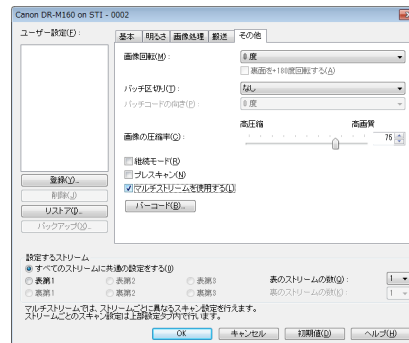 Canon DR-M160 on STI - 0002
ユーザー設定(F):
基本 明るさ 画像処理 搬送 その他
画像回転(M):
0 度
裏面を+180度回転する(A)
バッチ区切り(T):
なし
バッチコードの向き(P):
0 度
高圧縮 高画質
画像の圧縮率(C):
75
継続モード(R)
プレスキャン(N)
マルチストリームを使用する(L)
バーコード(B)...
登録(Y)...
削除(J)
リストア(I)...
バックアップ(X)...
設定するストリーム
すべてのストリームに共通の設定をする(0)
表第1 表第2 表第3 表のストリームの数(Q): 1
裏第1 裏第2 裏第3 裏のストリームの数(K): 1
マルチストリームでは、ストリームごとに異なるスキャン設定を行えます。
ストリームごとのスキャン設定は上部設定タブ内で行います。
OK キャンセル 初期値(D) ヘルプ(H)